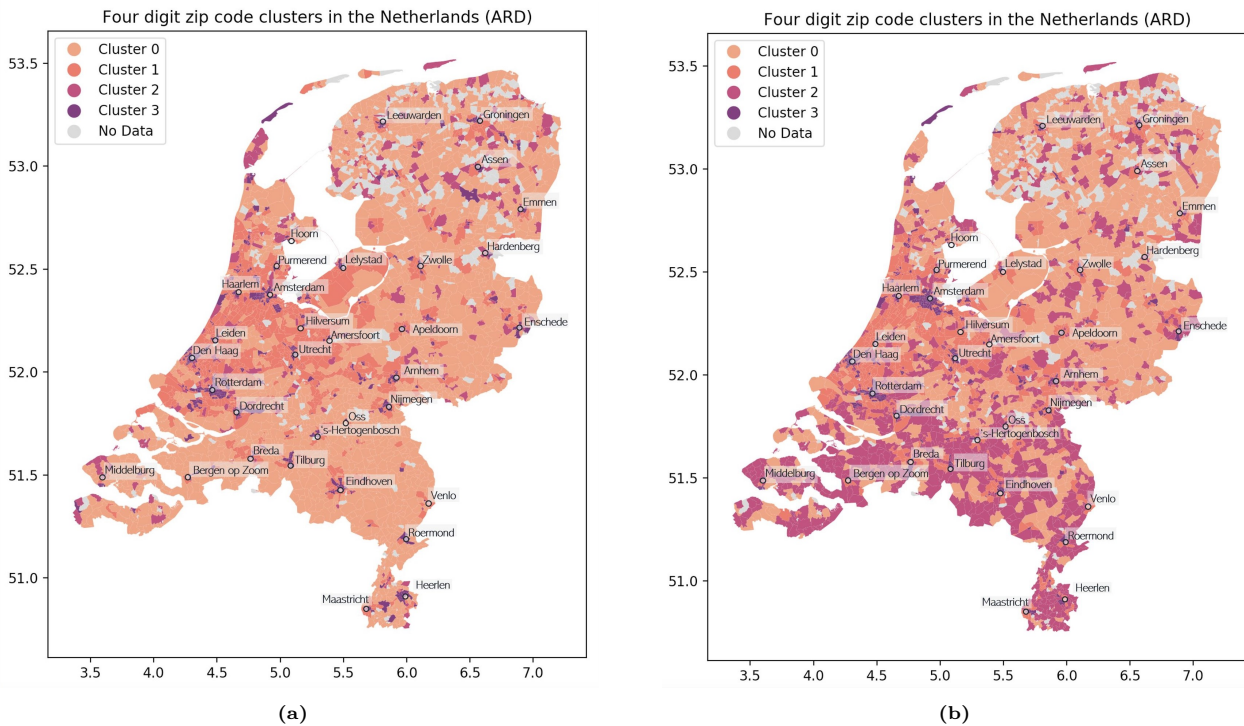 Four digit zip code clusters in the Netherlands (ARD)
Cluster 0
Cluster 1
Cluster 2
Cluster 3
No Data
53.5
53.0
52.5
52.0
51.5
51.0
Leeuwarden
Groningen
Assen
Emmen
Hoorn
Hardenberg
Purmerend
Lelystad
Zwolle
Haarlem
Amsterdam
Hilversum
Enschede
Leiden
Amersfoort
Apeldoorn
Den Haag
Utrecht
Rotterdam
Arnhem
Dordrecht
Nijmegen
Oss
's-Hertogenbosch
Breda
Tilburg
Middelburg
Bergen op Zoom
Eindhoven
Venlo
Roermond
Heerlen
Maastricht
3.5 4.0 4.5 5.0 5.5 6.0 6.5 7.0
(a)
Four digit zip code clusters in the Netherlands (ARD)
Cluster 0
Cluster 1
Cluster 2
Cluster 3
No Data
53.5
53.0
52.5
52.0
51.5
51.0
Leeuwarden
Groningen
Assen
Emmen
Hoorn
Hardenberg
Purmerend
Lelystad
Zwolle
Haarlem
Amsterdam
Hilversum
Enschede
Leiden
Amersfoort
Apeldoorn
Den Haag
Utrecht
Rotterdam
Arnhem
Dordrecht
Nijmegen
Oss
's-Hertogenbosch
Breda
Tilburg
Middelburg
Bergen op Zoom
Eindhoven
Venlo
Roermond
Heerlen
Maastricht
3.5 4.0 4.5 5.0 5.5 6.0 6.5 7.0
(b)